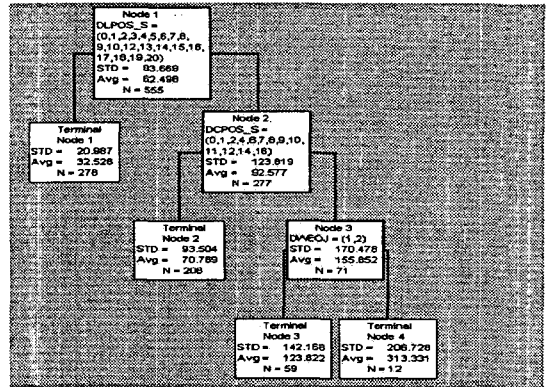 Node 1
DLPOS_S =
(0,1,2,3,4,5,6,7,8,
9,10,12,13,14,15,16,
17,18,19,20)
STD = 93.669
Avg = 62.498
N = 555
Terminal
Node 1
STD = 20.987
Avg = 32.528
N = 278
Node 2
DCPOS_S =
(0,1,2,4,6,7,8,9,10,
11,12,14,16)
STD = 123.819
Avg = 92.577
N = 277
Terminal
Node 2
STD = 93.504
Avg = 70.789
N = 206
Node 3
DWEOJ = (1,2)
STD = 170.478
Avg = 155.852
N = 71
Terminal
Node 3
STD = 142.158
Avg = 123.822
N = 59
Terminal
Node 4
STD = 206.728
Avg = 313.331
N = 12